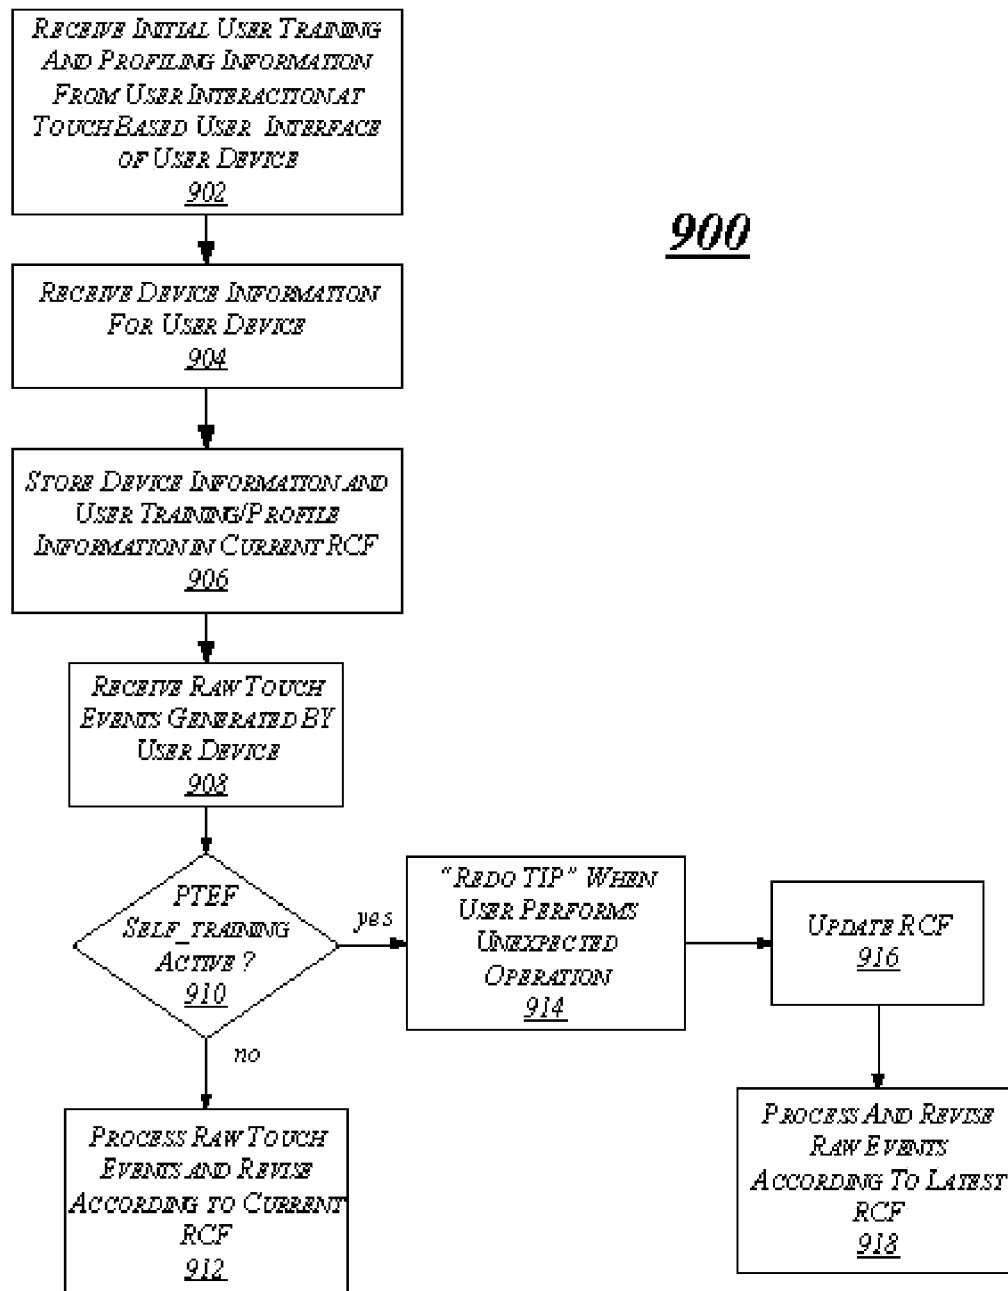 RECEIVE INITIAL USER TRAINING
AND PROFILING INFORMATION
FROM USER INTERACTION AT
TOUCH BASED USER INTERFACE
OF USER DEVICE
902
900
RECEIVE DEVICE INFORMATION
FOR USER DEVICE
904
STORE DEVICE INFORMATION AND
USER TRAINING/PROFILE
INFORMATION IN CURRENT RCF
906
RECEIVE RAW TOUCH
EVENTS GENERATED BY
USER DEVICE
908
PTEF
SELF_TRAINING
ACTIVE ?
910
yes
no
"REDO TIP" WHEN
USER PERFORMS
UNEXPECTED
OPERATION
914
UPDATE RCF
916
PROCESS RAW TOUCH
EVENTS AND REVISE
ACCORDING TO CURRENT
RCF
912
PROCESS AND REVISE
RAW EVENTS
ACCORDING TO LATEST
RCF
918